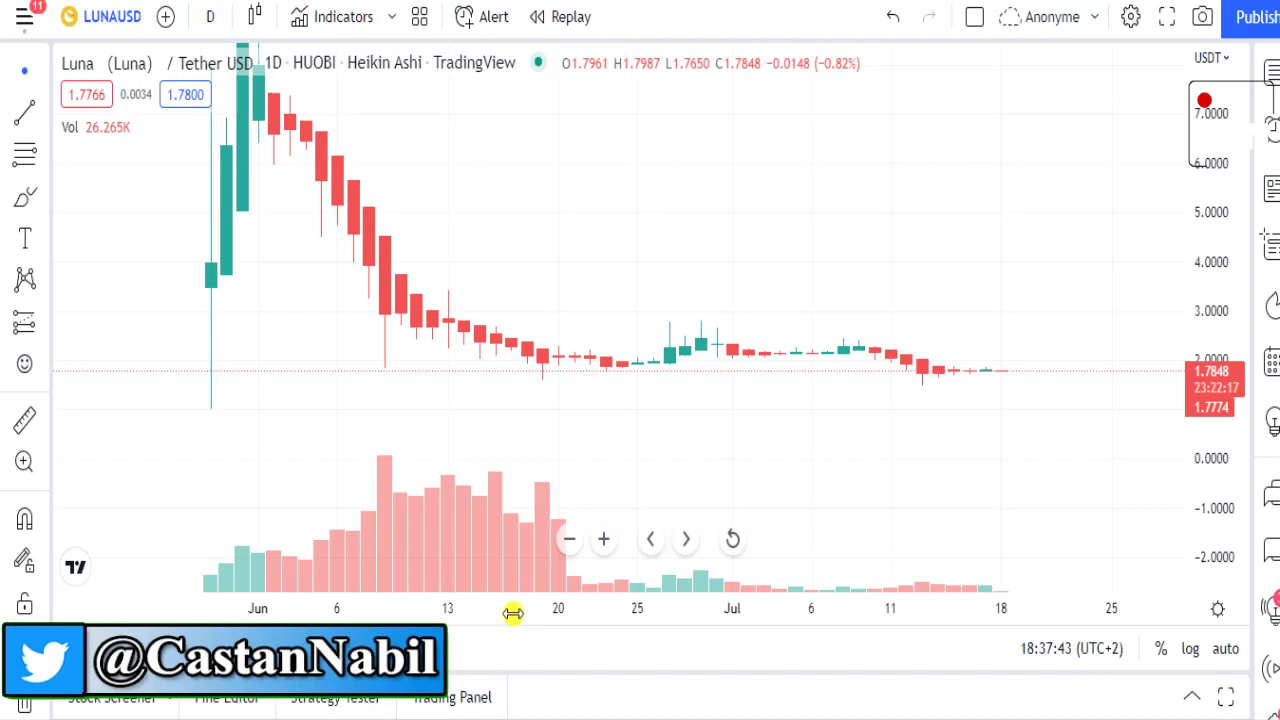 11
LUNAUSD
D
Indicators
Alert
Replay
Anonyme
Publish
Luna (Luna) / Tether USD 1D · HUOBI · Heikin Ashi · TradingView
O1.7961 H1.7987 L1.7650 C1.7848 −0.0148 (−0.82%)
USDT
1.7766 0.0034 1.7800
Vol 26.265K
7.0000
6.0000
5.0000
4.0000
3.0000
2.0000
1.7848
23:22:17
1.7774
0.0000
−1.0000
−2.0000
Jun 6 13 20 25 Jul 6 11 18 25
18:37:43 (UTC+2) % log auto
@CastanNabil
Stock Screener Pine Editor Strategy Tester Trading Panel